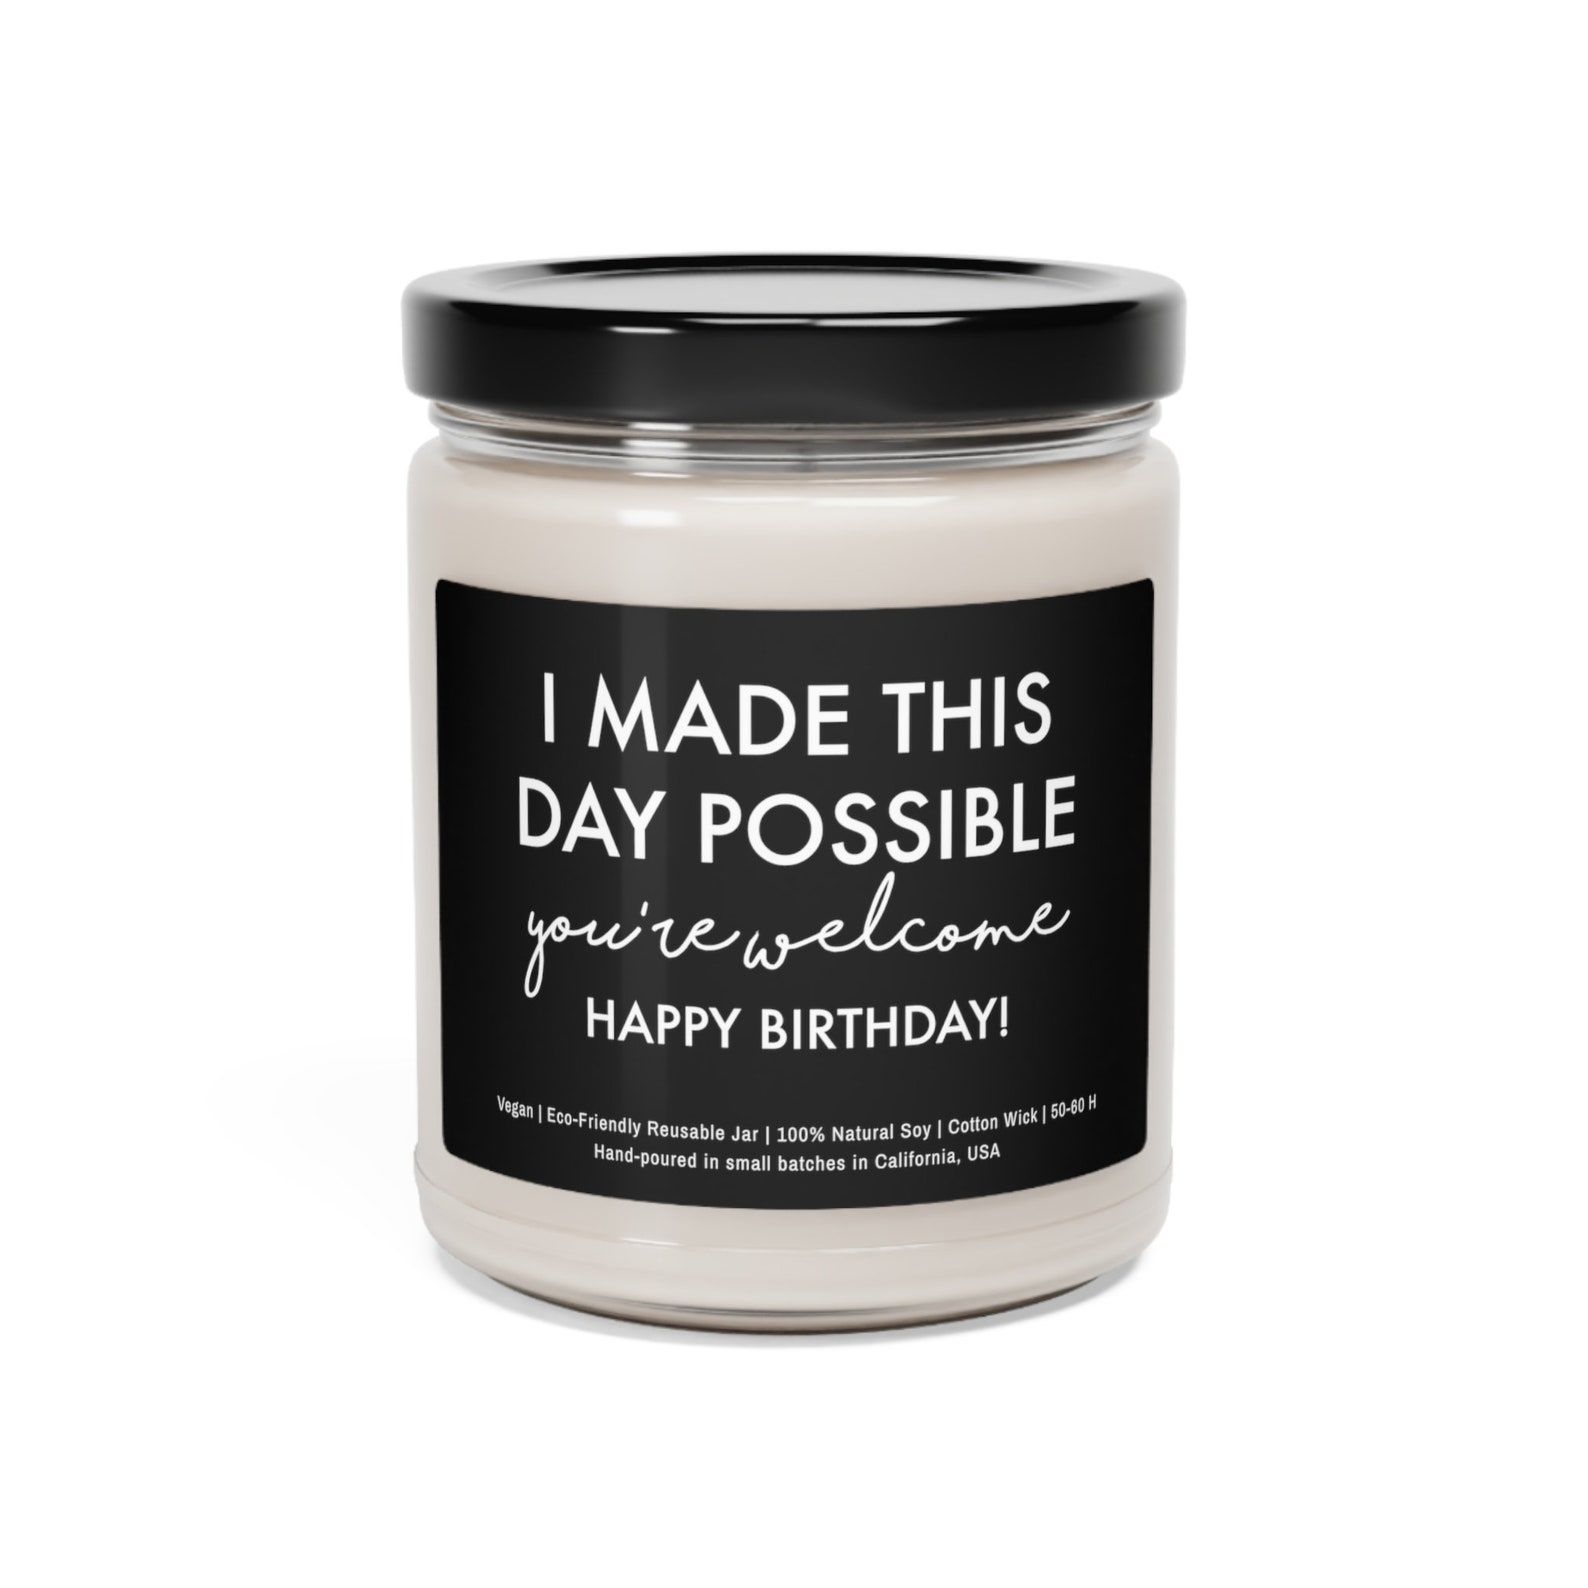 I MADE THIS
DAY POSSIBLE
you're welcome
HAPPY BIRTHDAY!
Vegan | Eco-Friendly Reusable Jar | 100% Natural Soy | Cotton Wick | 50-60 H
Hand-poured in small batches in California, USA